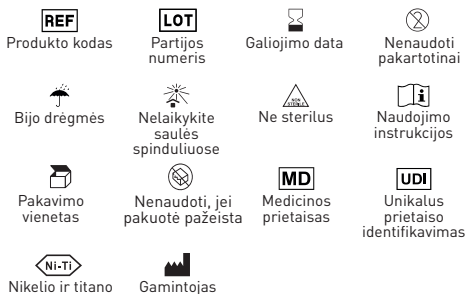 REF
LOT
Produkto kodas
Partijos
numeris
Galiojimo data
Nenaudoti
pakartotinai
2
Bijo drėgmės
Nelaikykite
saulės
spinduliuose
NON
STERILE
Ne sterilus
i
Naudojimo
instrukcijos
Pakavimo
vienetas
Nenaudoti, jei
pakuotė pažeista
MD
Medicinos
prietaisas
UDI
Unikalus
prietaiso
identifikavimas
Ni-Ti
Nikelio ir titano
Gamintojas